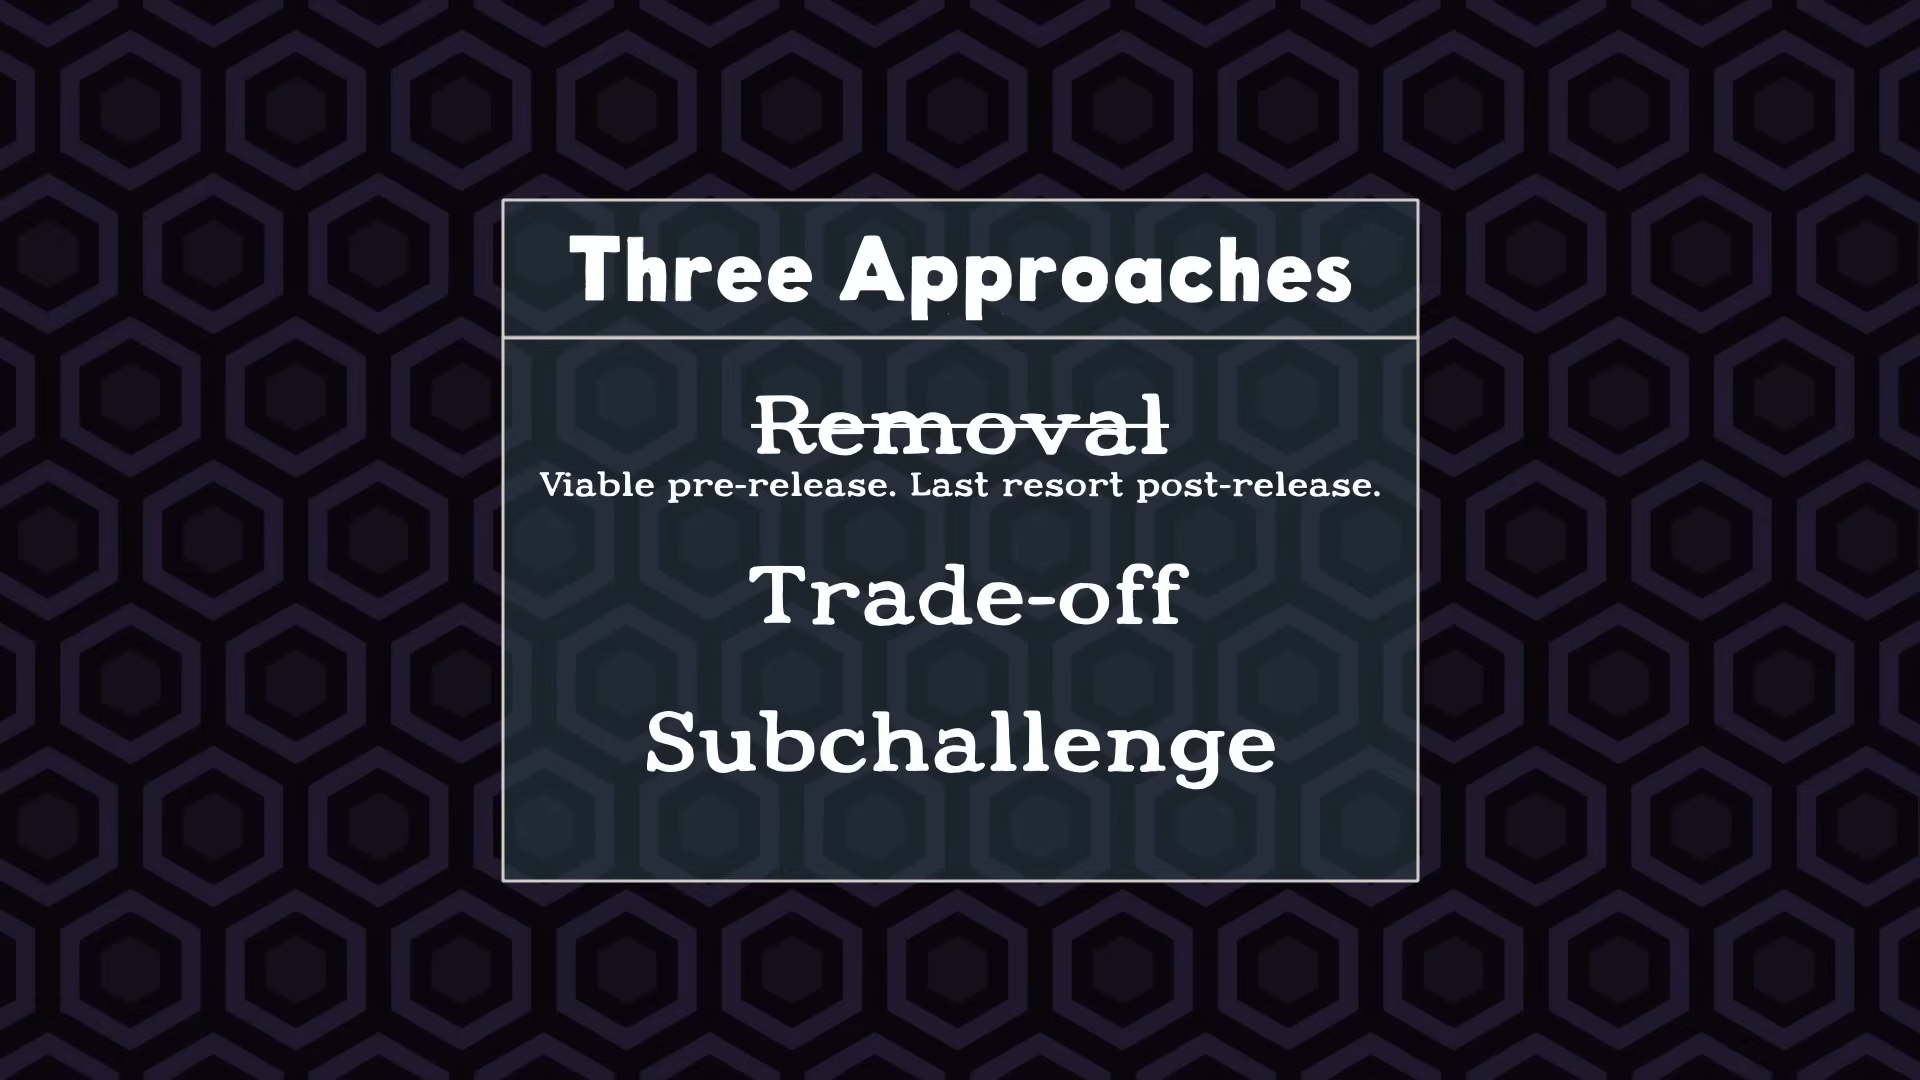 Three Approaches
Removal
Viable pre-release. Last resort post-release.
Trade-off
Subchallenge